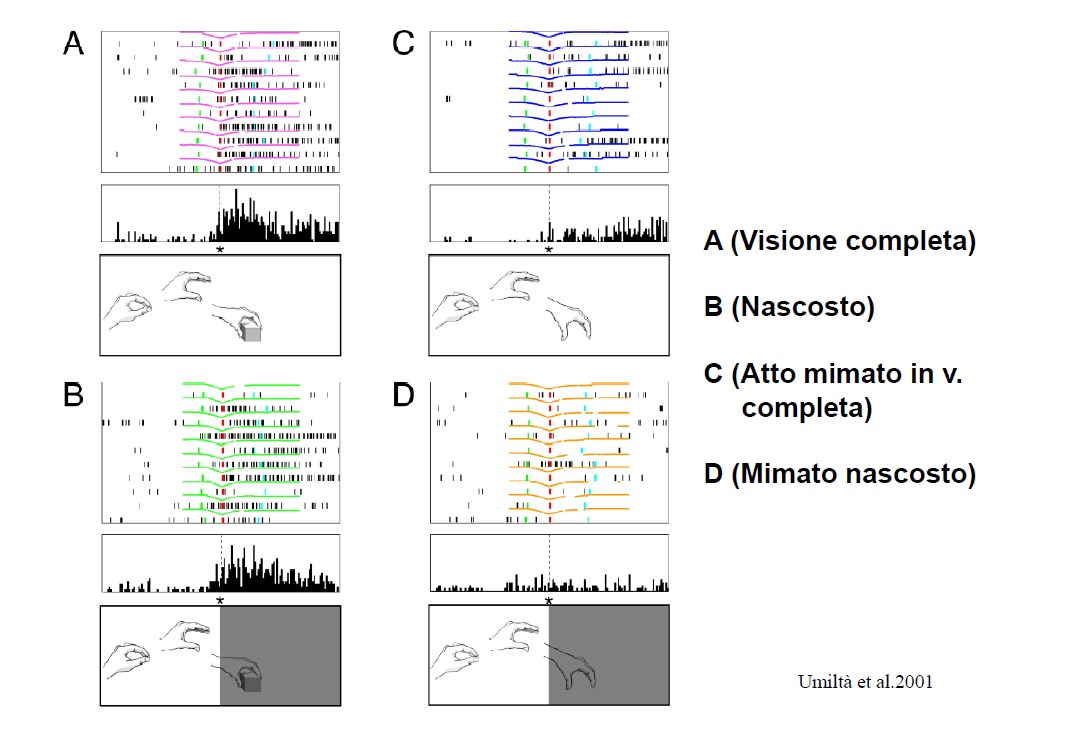 A
C
*
*
A (Visione completa)
B (Nascosto)
C (Atto mimato in v.
completa)
D (Mimato nascosto)
B
D
*
*
Umiltà et al.2001